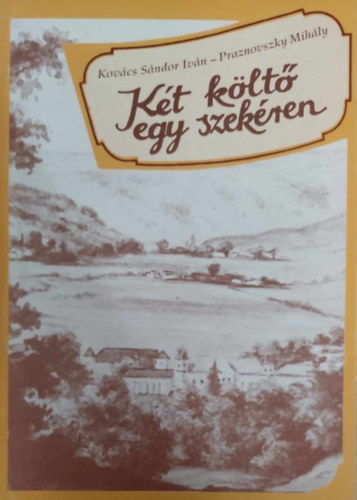 Kovács Sándor Iván – Praznovszky Mihály
Két költő
egy szekéren